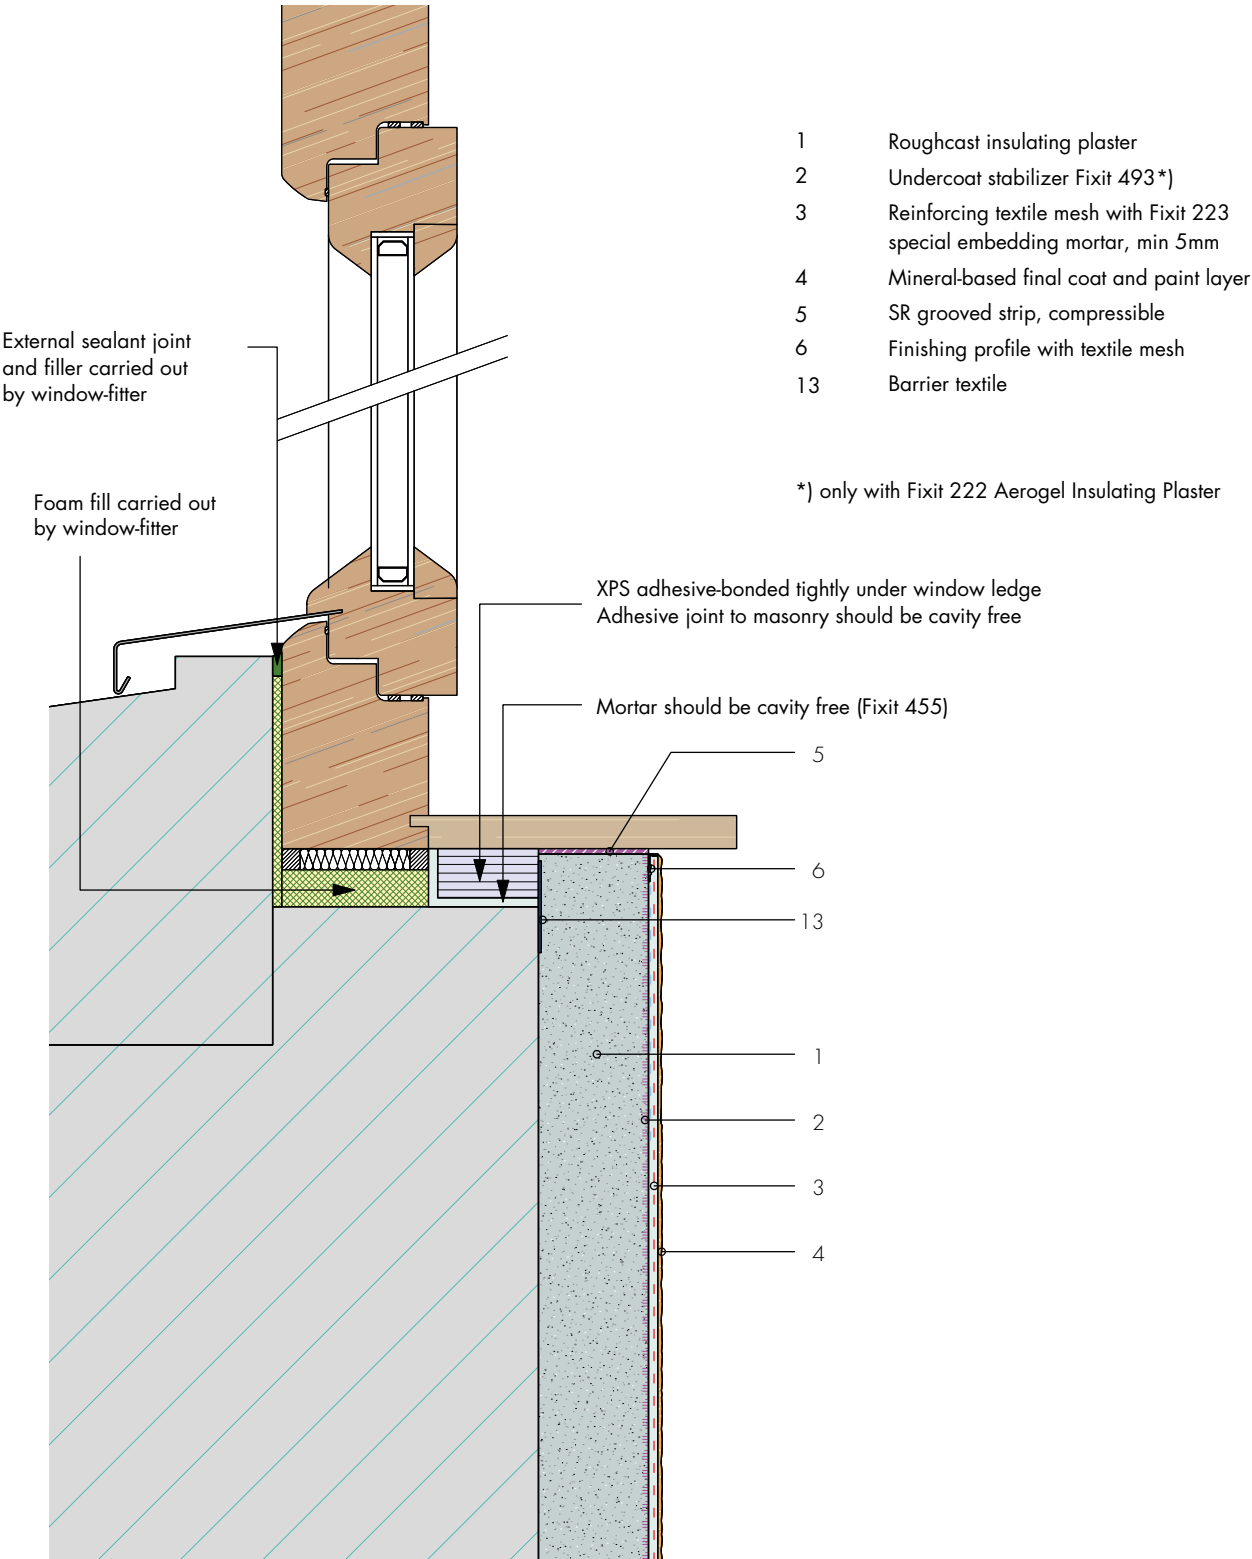 1 Roughcast insulating plaster
2 Undercoat stabilizer Fixit 493*)
3 Reinforcing textile mesh with Fixit 223
special embedding mortar, min 5mm
4 Mineral-based final coat and paint layer
5 SR grooved strip, compressible
6 Finishing profile with textile mesh
13 Barrier textile
*) only with Fixit 222 Aerogel Insulating Plaster
External sealant joint
and filler carried out
by window-fitter
Foam fill carried out
by window-fitter
XPS adhesive-bonded tightly under window ledge
Adhesive joint to masonry should be cavity free
Mortar should be cavity free (Fixit 455)
5
6
13
1
2
3
4